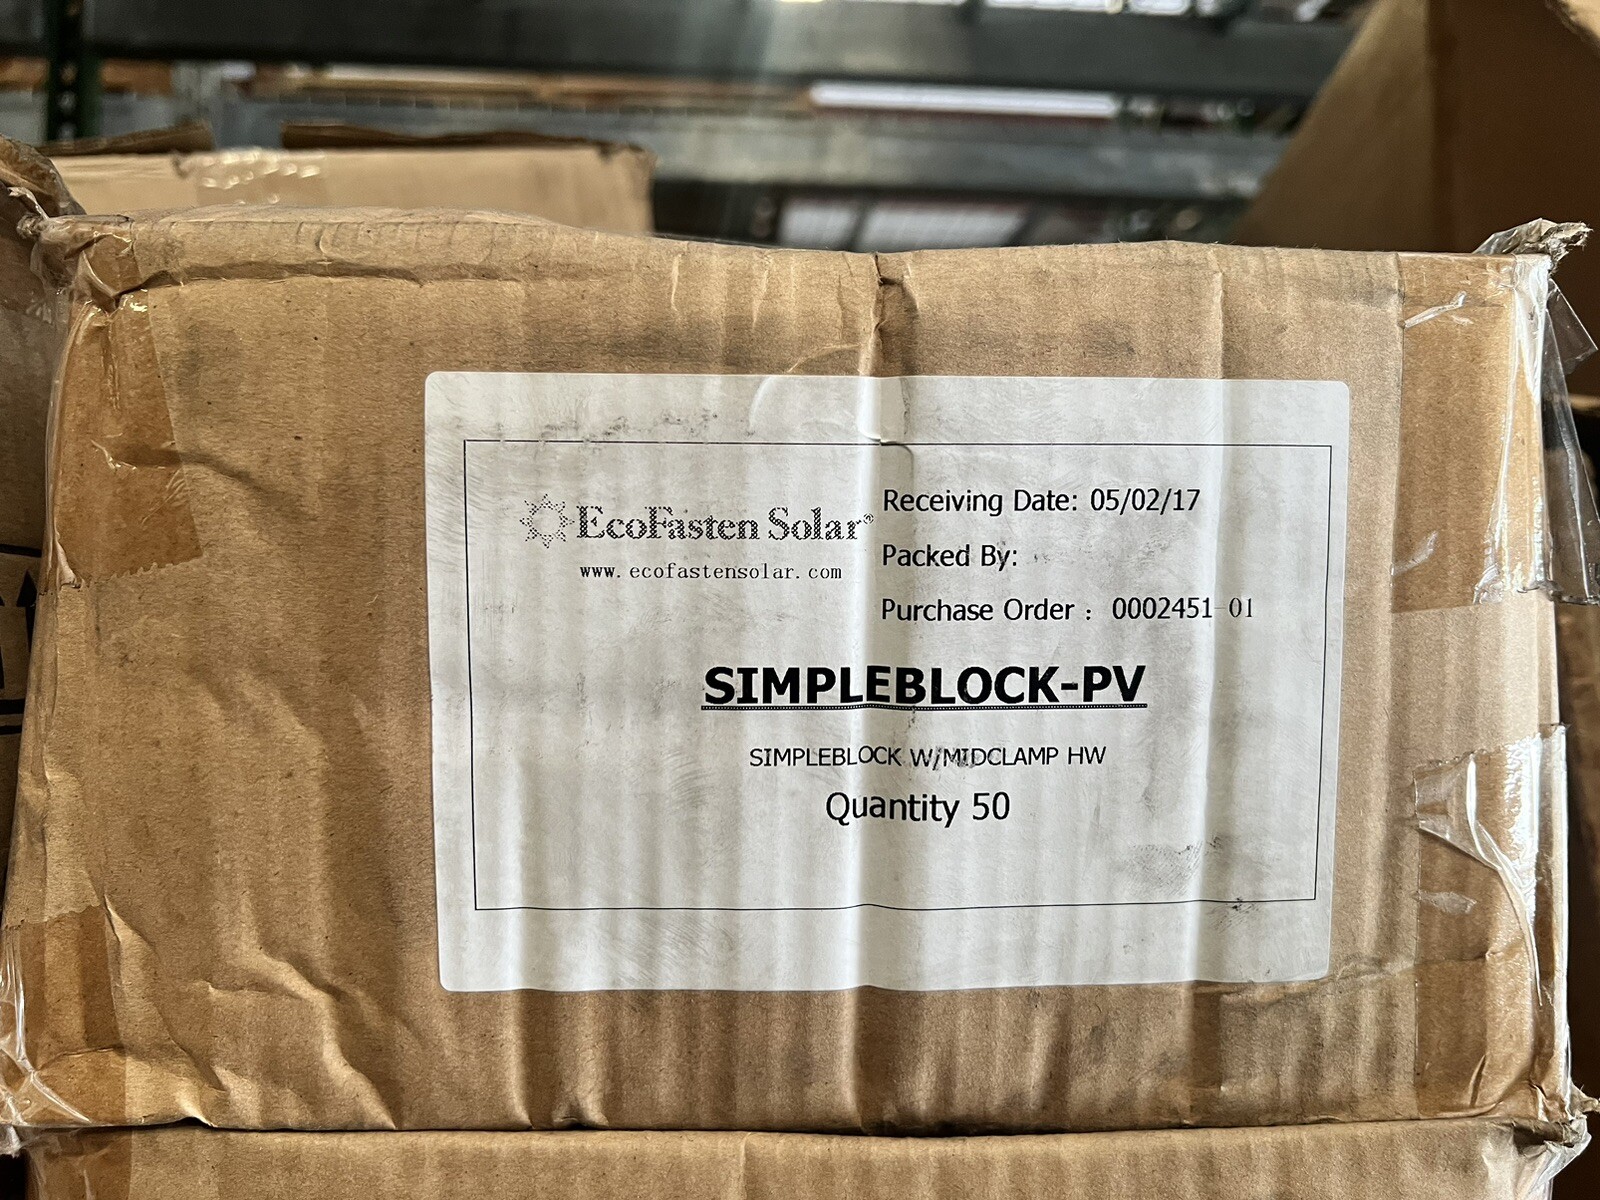 EcoFasten Solar®
www.ecofastensolar.com
Receiving Date: 05/02/17
Packed By:
Purchase Order : 0002451-01
SIMPLEBLOCK-PV
SIMPLEBLOCK W/MIDCLAMP HW
Quantity 50